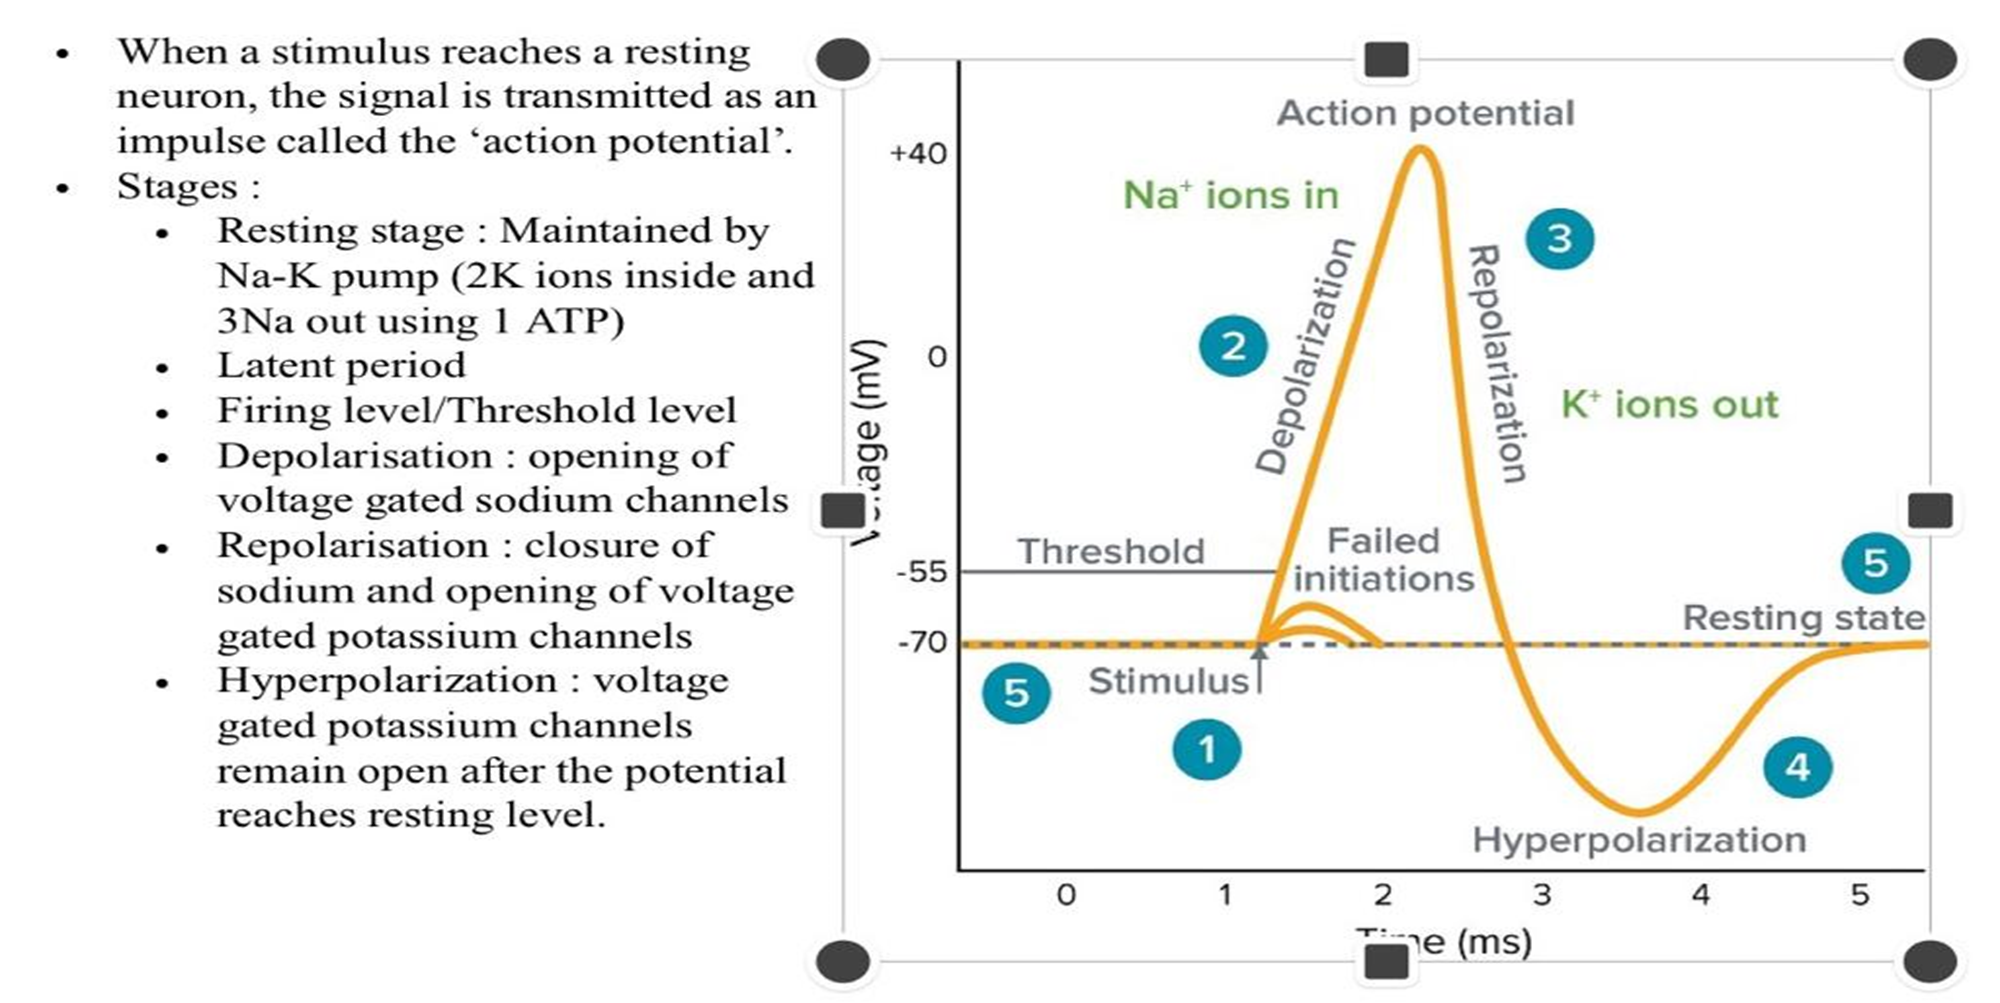 • When a stimulus reaches a resting
neuron, the signal is transmitted as an
impulse called the ‘action potential’.
• Stages :
• Resting stage : Maintained by
Na-K pump (2K ions inside and
3Na out using 1 ATP)
• Latent period
• Firing level/Threshold level
• Depolarisation : opening of
voltage gated sodium channels
• Repolarisation : closure of
sodium and opening of voltage
gated potassium channels
• Hyperpolarization : voltage
gated potassium channels
remain open after the potential
reaches resting level.
Action potential
+40
Na⁺ ions in
3
Depolarization
Repolarization
2
0
(mV)
K⁺ ions out
Threshold
Failed
initiations
-55
5
Resting state
-70
Stimulus
5
1
4
Hyperpolarization
0 1 2 3 4 5
(ms)